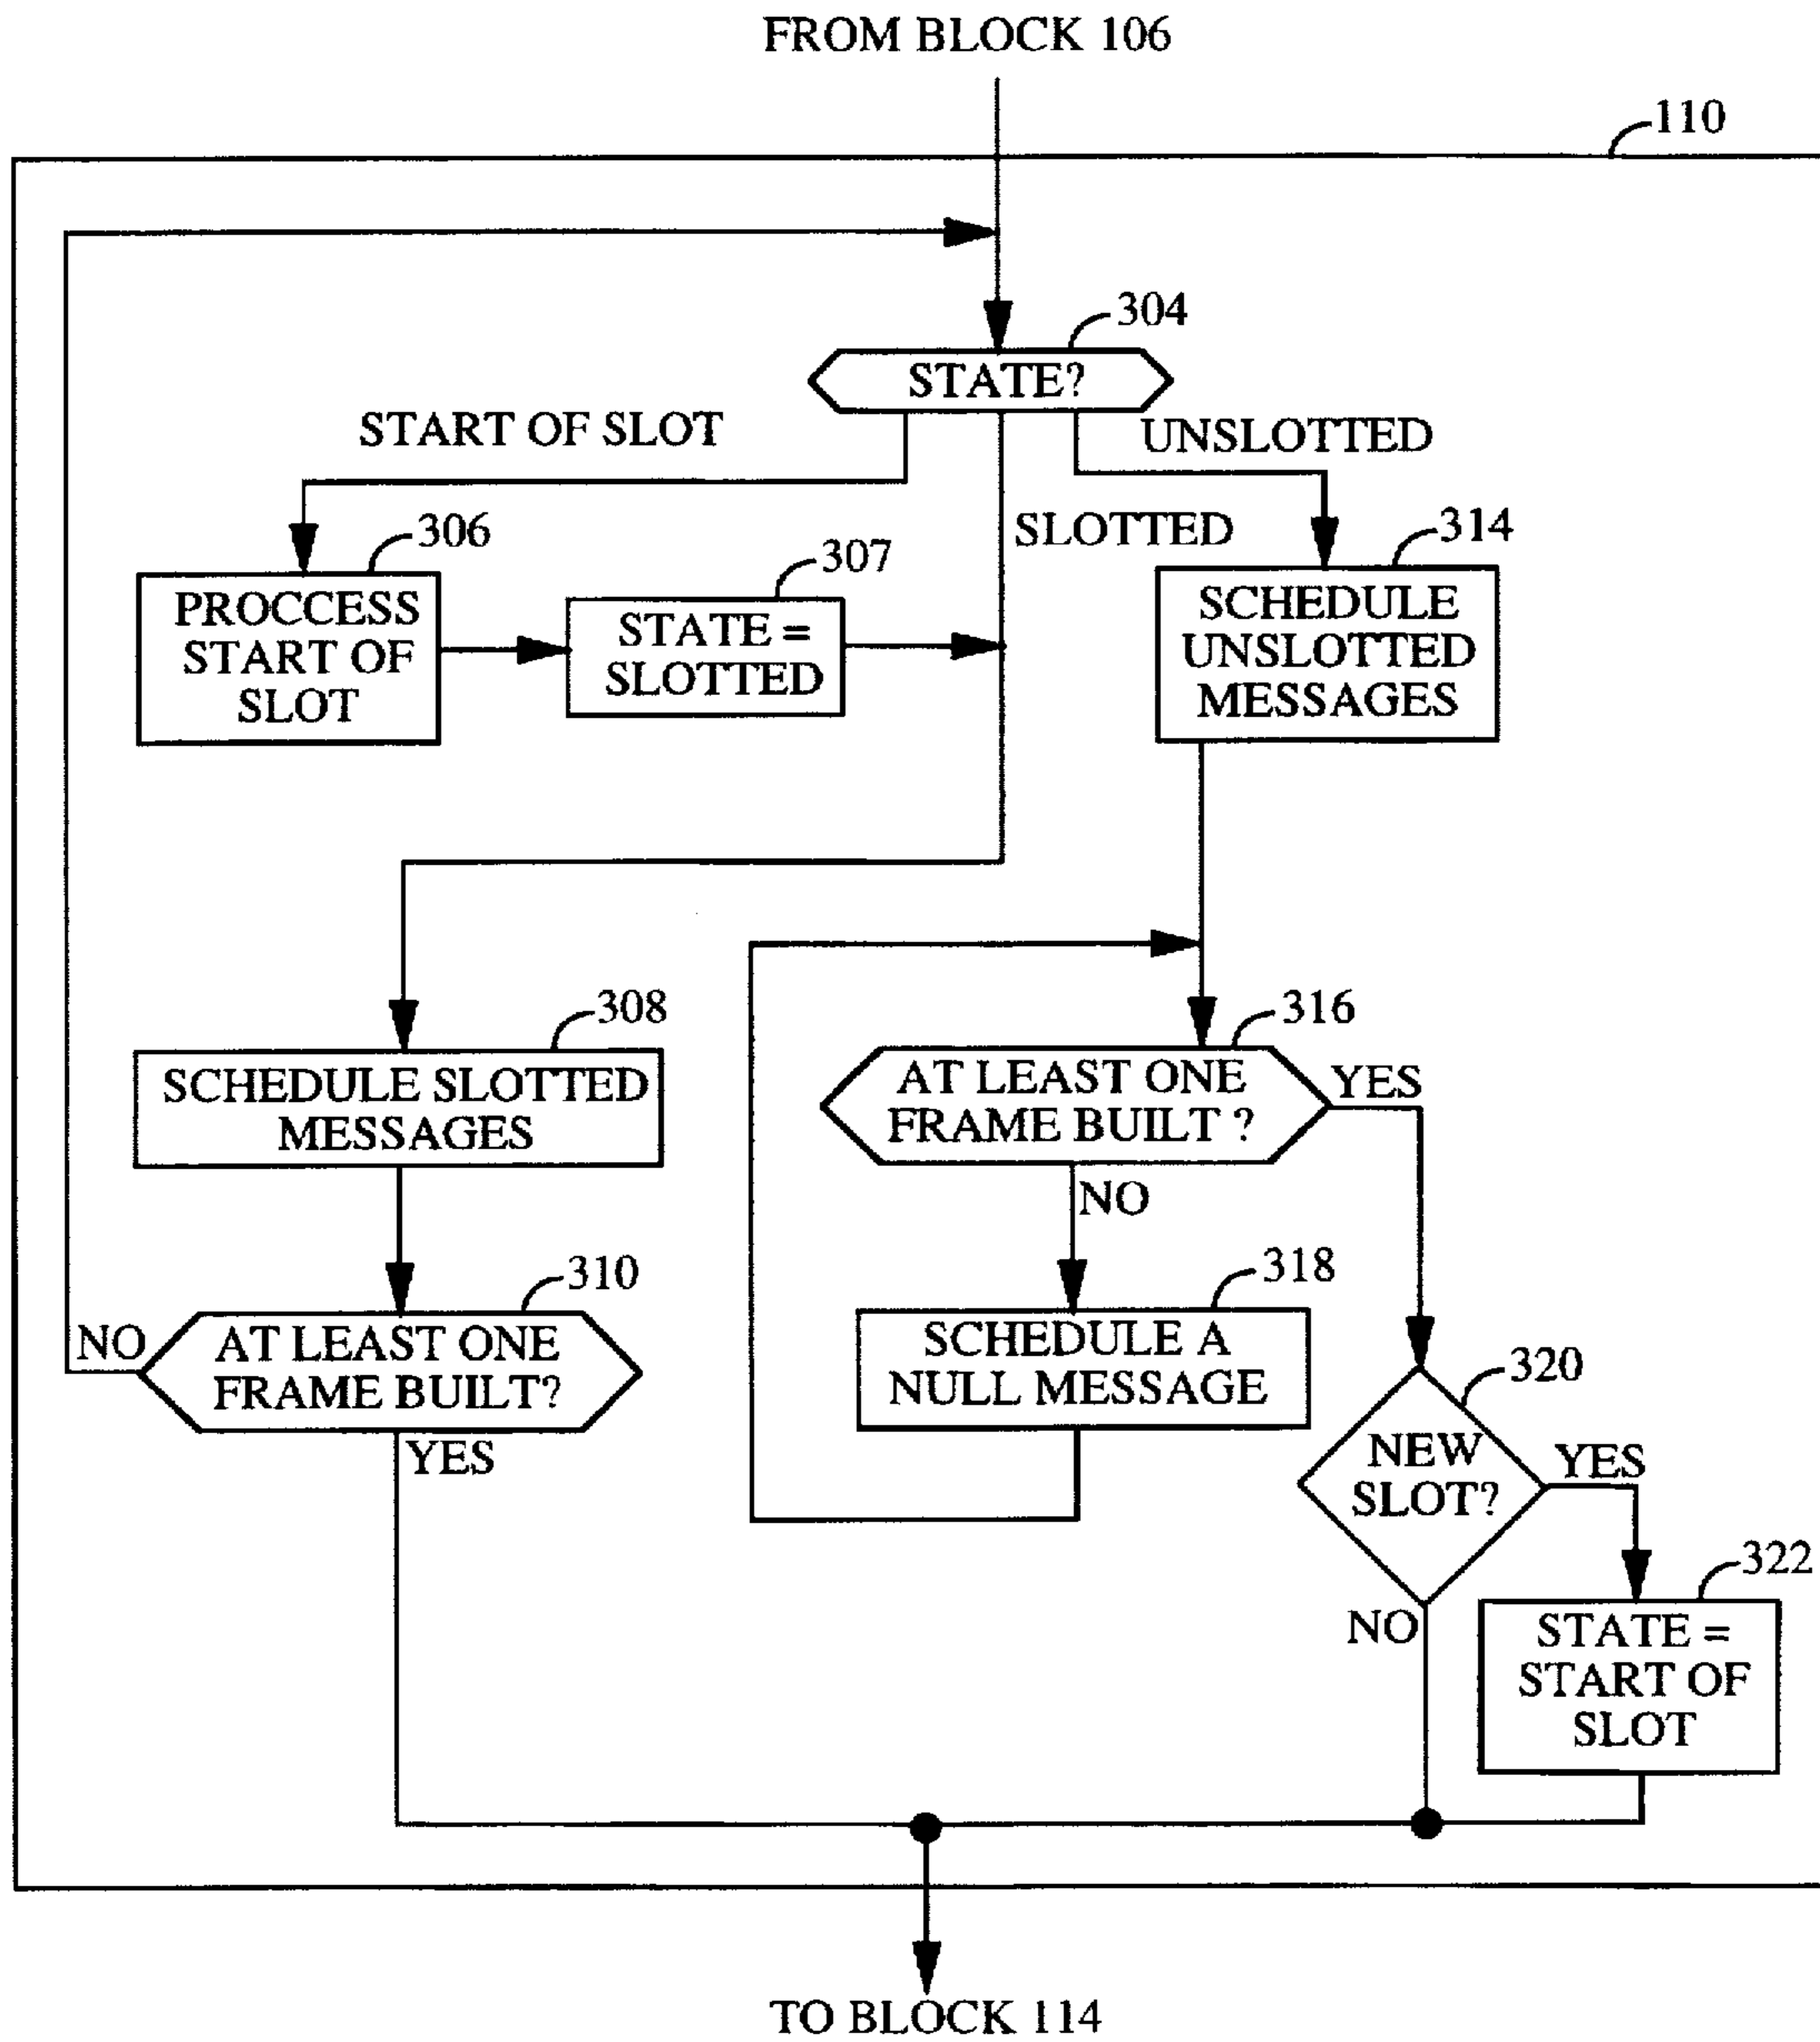 FROM BLOCK 106
110
304
STATE?
START OF SLOT
UNSLOTTED
SLOTTED
306
PROCCESS
START OF
SLOT
307
STATE =
SLOTTED
314
SCHEDULE
UNSLOTTED
MESSAGES
308
SCHEDULE SLOTTED
MESSAGES
316
AT LEAST ONE
FRAME BUILT ?
YES
NO
310
AT LEAST ONE
FRAME BUILT?
NO
YES
318
SCHEDULE A
NULL MESSAGE
320
NEW
SLOT?
YES
NO
322
STATE =
START OF
SLOT
TO BLOCK 114